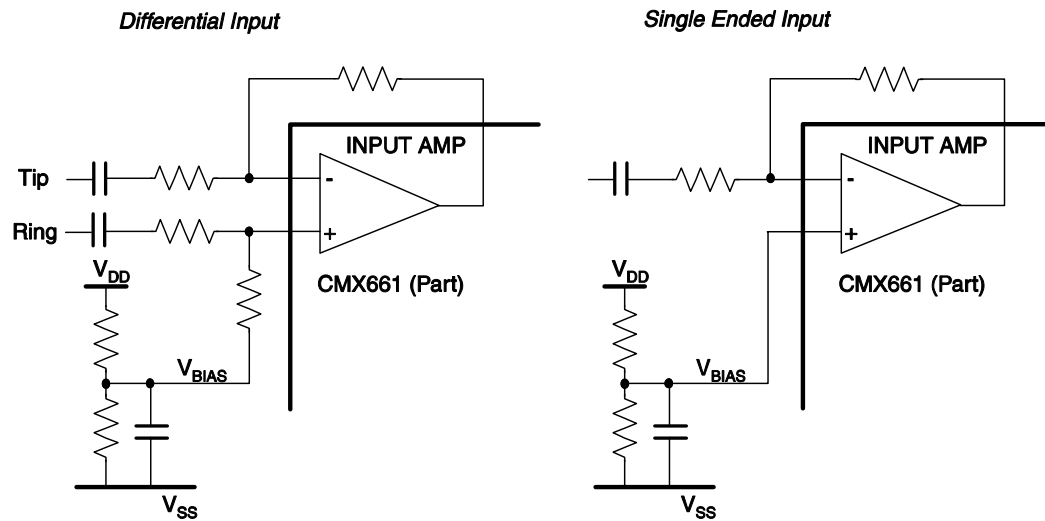 Differential Input
INPUT AMP
Tip
-
Ring
+
VDD
CMX661 (Part)
VBIAS
VSS
Single Ended Input
INPUT AMP
-
+
VDD
CMX661 (Part)
VBIAS
VSS